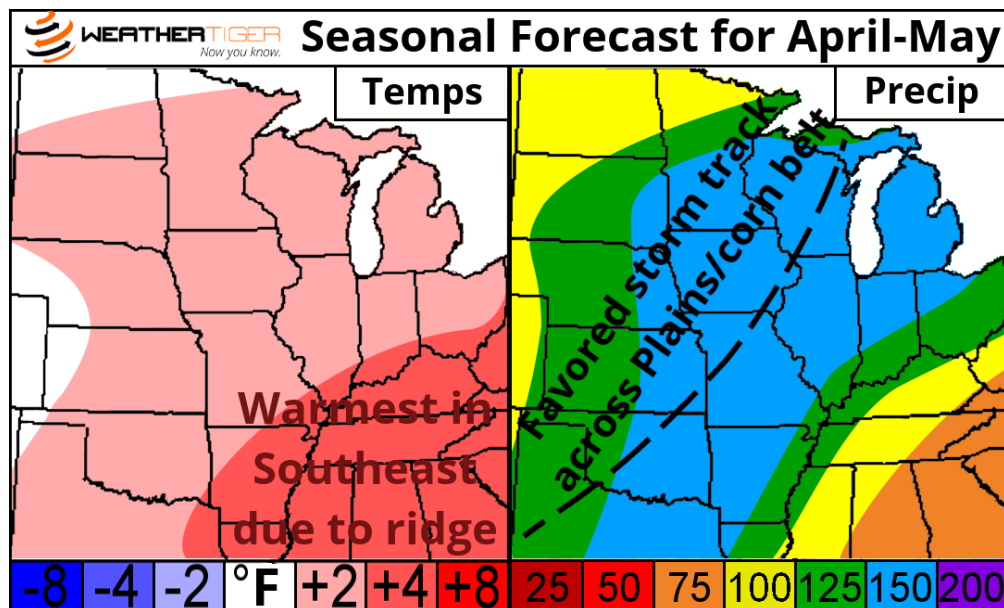 WEATHERTIGER
Now you know.
Seasonal Forecast for April-May
Temps
Precip
Favored storm track
across Plains/corn belt
Warmest in
Southeast
due to ridge
-8 -4 -2 °F +2 +4 +8 25 50 75 100 125 150 200